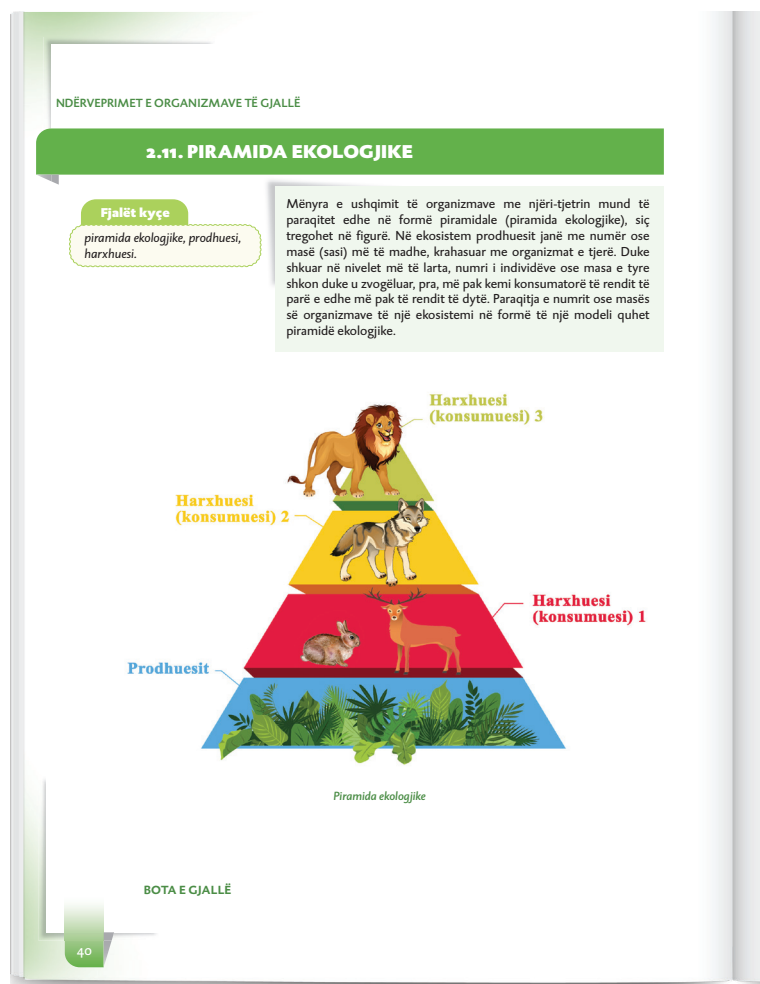 NDËRVEPRIMET E ORGANIZMAVE TË GJALLË
2.11. PIRAMIDA EKOLOGJIKE
Fjalët kyçe
piramida ekologjike, prodhuesi,
harxhuesi.
Mënyra e ushqimit të organizmave me njëri-tjetrin mund të
paraqitet edhe në formë piramidale (piramida ekologjike), siç
tregohet në figurë. Në ekosistem prodhuesit janë me numër ose
masë (sasi) më të madhe, krahasuar me organizmat e tjerë. Duke
shkuar në nivelet më të larta, numri i individëve ose masa e tyre
shkon duke u zvogëluar, pra, më pak kemi konsumatorë të rendit të
parë e edhe më pak të rendit të dytë. Paraqitja e numrit ose masës
së organizmave të një ekosistemi në formë të një modeli quhet
piramidë ekologjike.
Harxhuesi
(konsumuesi) 3
Harxhuesi
(konsumuesi) 2
Harxhuesi
(konsumuesi) 1
Prodhuesit
Piramida ekologjike
BOTA E GJALLË
40